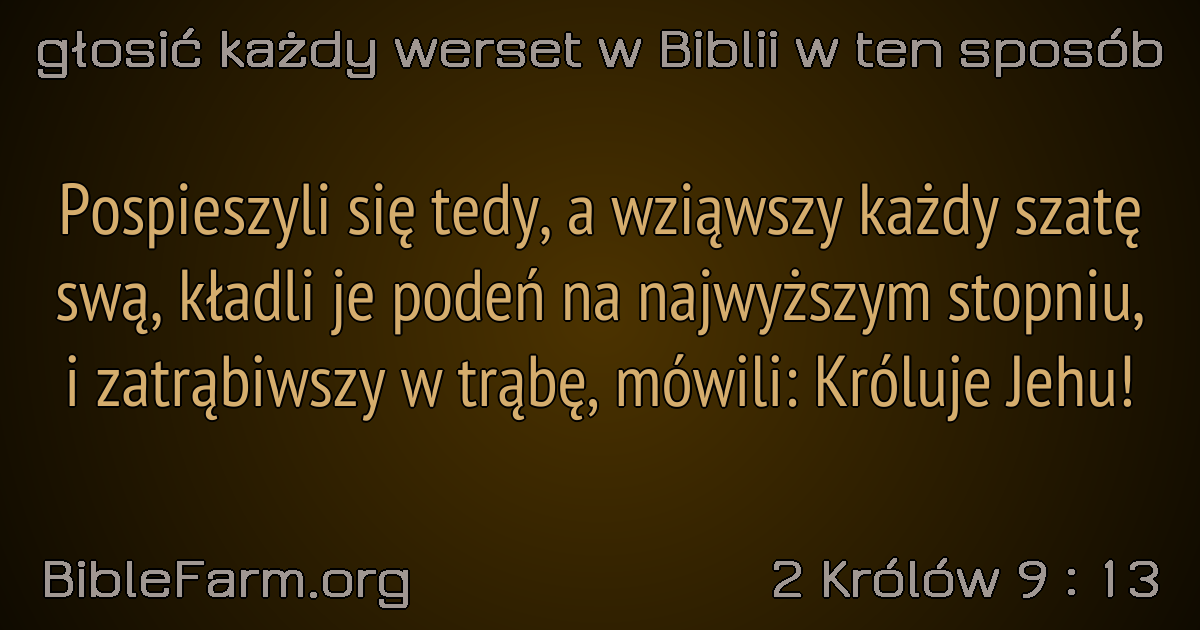 głosić każdy werset w Biblii w ten sposób
Pospieszyli się tedy, a wziąwszy każdy szatę
swą, kładli je podeń na najwyższym stopniu,
i zatrąbiwszy w trąbę, mówili: Króluje Jehu!
BibleFarm.org
2 Królów 9 : 13